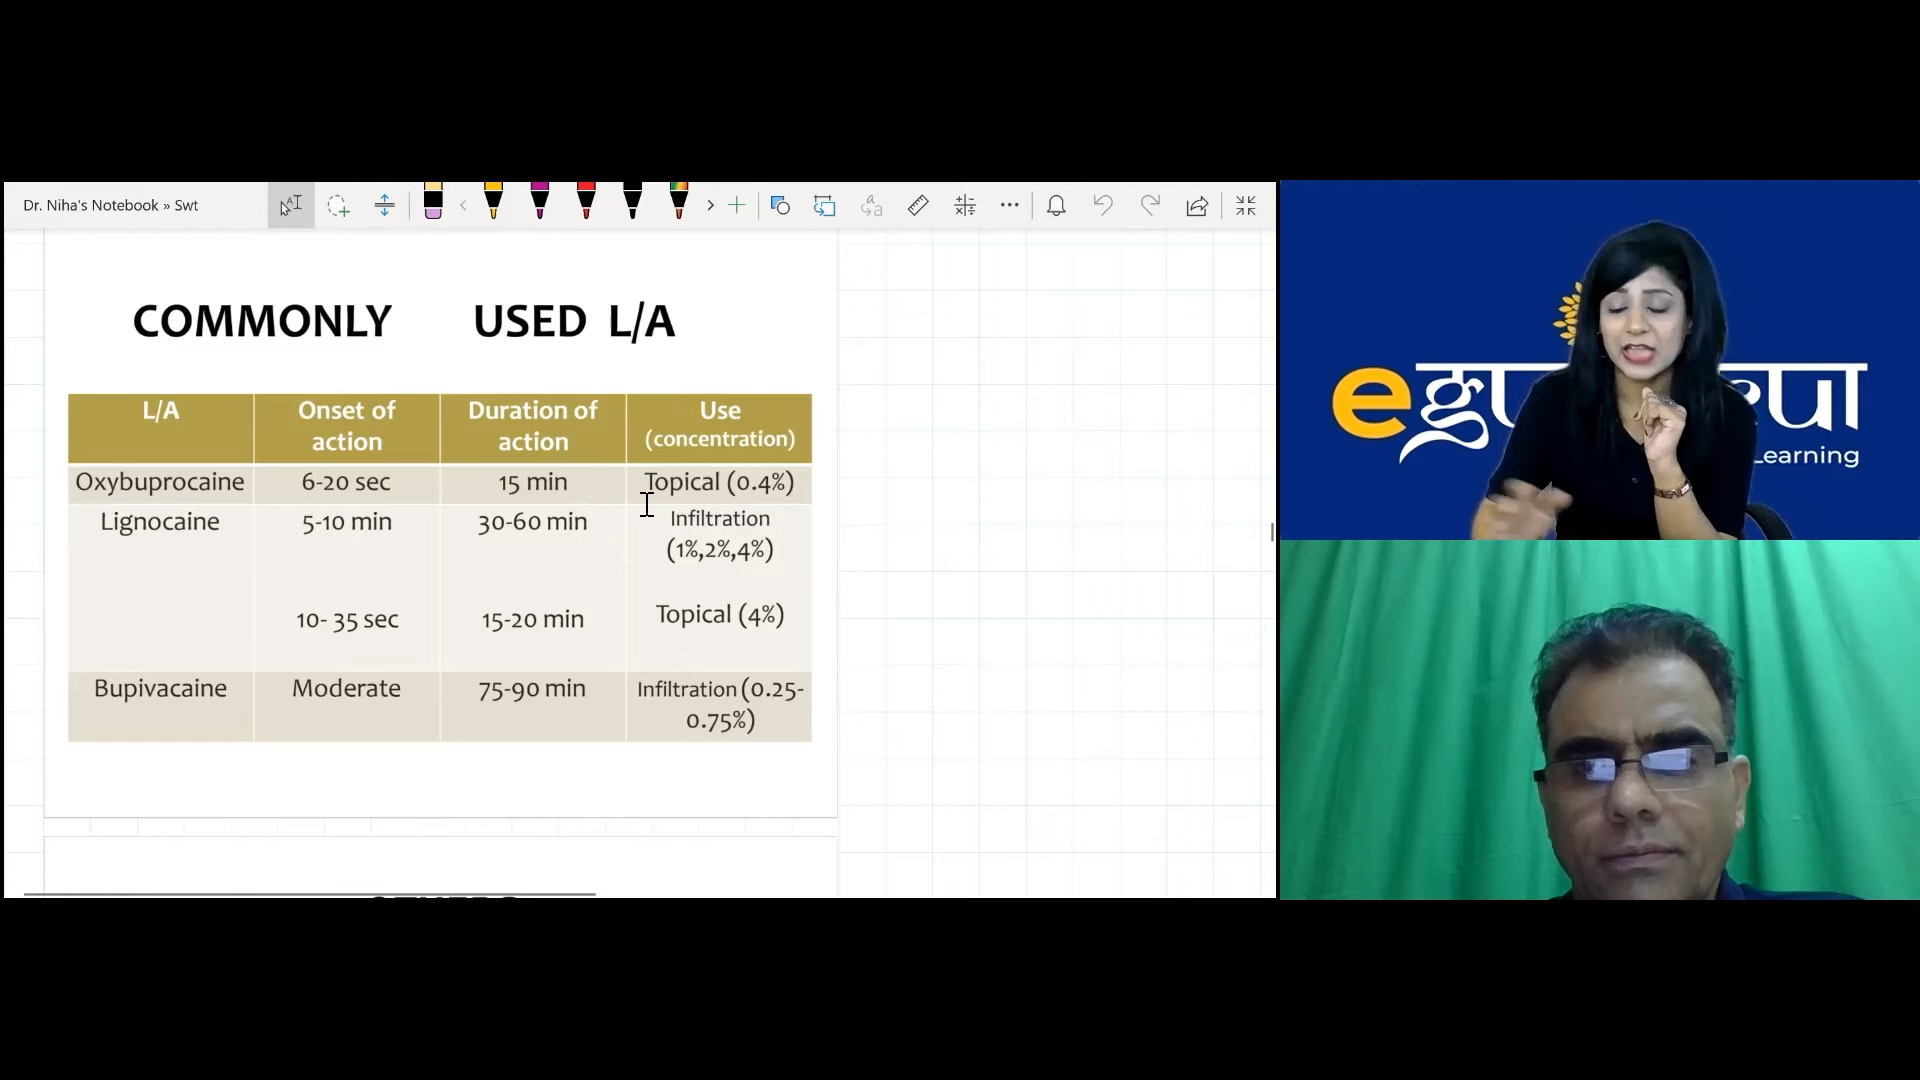 Dr. Niha's Notebook » Swt
COMMONLY USED L/A
L/A
Onset of
action
Duration of
action
Use
(concentration)
Oxybuprocaine
6-20 sec
15 min
Topical (0.4%)
Lignocaine
5-10 min
30-60 min
Infiltration
(1%,2%,4%)
10- 35 sec
15-20 min
Topical (4%)
Bupivacaine
Moderate
75-90 min
Infiltration (0.25-
0.75%)
Learning